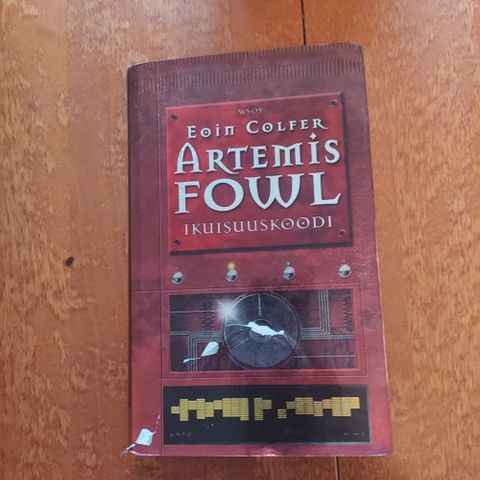 WSOY
EOIN COLFER
ARTEMIS
FOWL
IKUISUUSKOODI